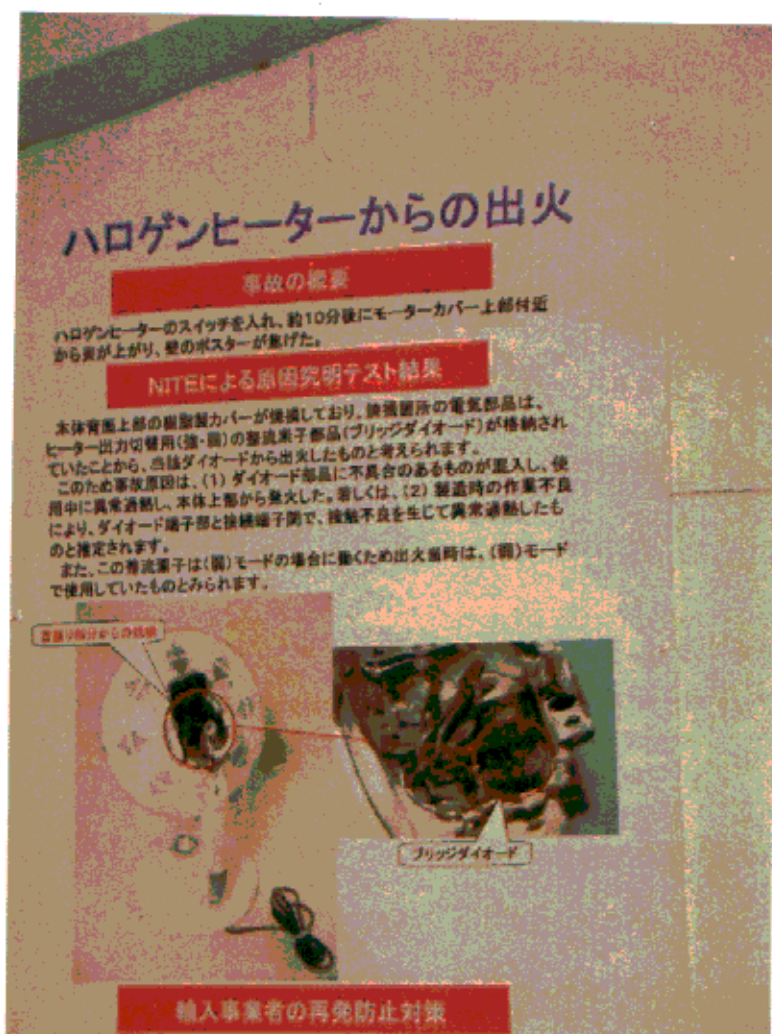 ハロゲンヒーターからの出火
事故の概要
ハロゲンヒーターのスイッチを入れ、約10分後にモーターカバー上部付近
から炎が上がり、壁のポスターが焦げた。
NITEによる原因究明テスト結果
本体背面上部の樹脂製カバーが焼損しており、焼損箇所の電気部品は、
ヒーター出力切替用(強・弱)の整流素子部品(ブリッジダイオード)が格納され
ていたことから、当該ダイオードから出火したものと考えられます。
このため事故原因は、(1) ダイオード部品に不具合のあるものが混入し、使
用中に異常過熱し、本体上部から発火した。若しくは、(2) 製造時の作業不良
により、ダイオード端子部と接続端子間で、接触不良を生じて異常過熱したも
のと推定されます。
また、この整流素子は(弱)モードの場合に働くため出火当時は、(弱)モード
で使用していたものとみられます。
首振り部分からの焼損
ブリッジダイオード
輸入事業者の再発防止対策